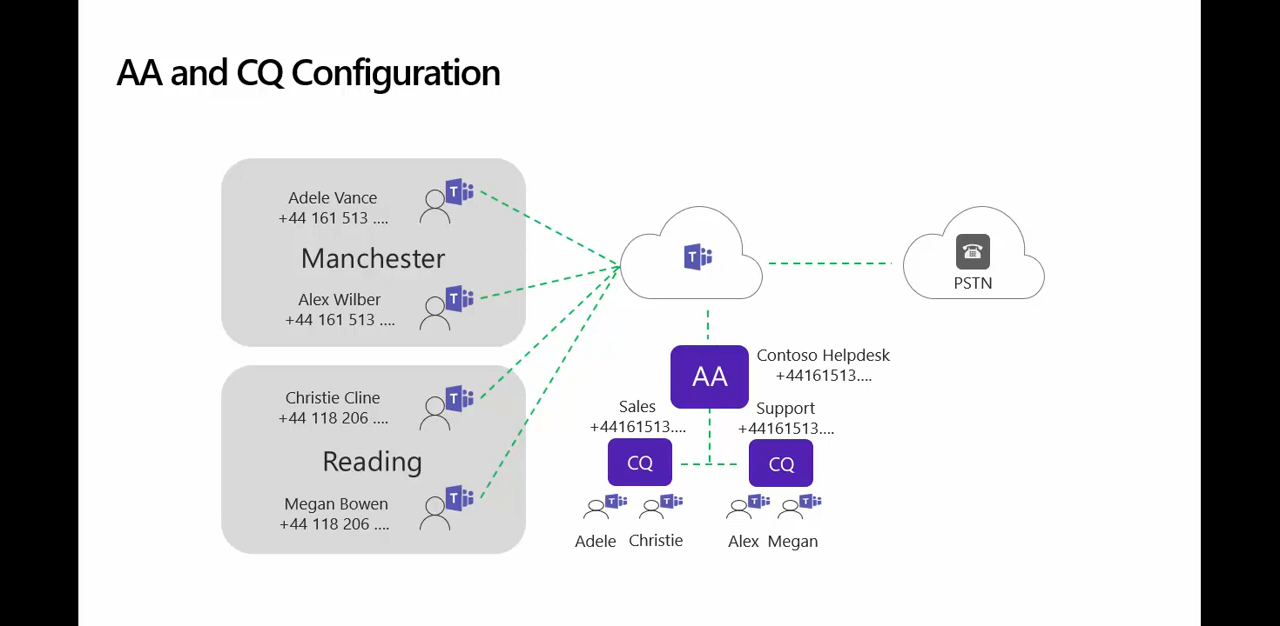 AA and CQ Configuration
Adele Vance
+44 161 513 ....
Manchester
Alex Wilber
+44 161 513 ....
Christie Cline
+44 118 206 ....
Reading
Megan Bowen
+44 118 206 ....
T
T
T
T
T
PSTN
AA
Contoso Helpdesk
+44161513....
Sales
+44161513....
Support
+44161513....
CQ
CQ
T
T
T
T
Adele
Christie
Alex
Megan